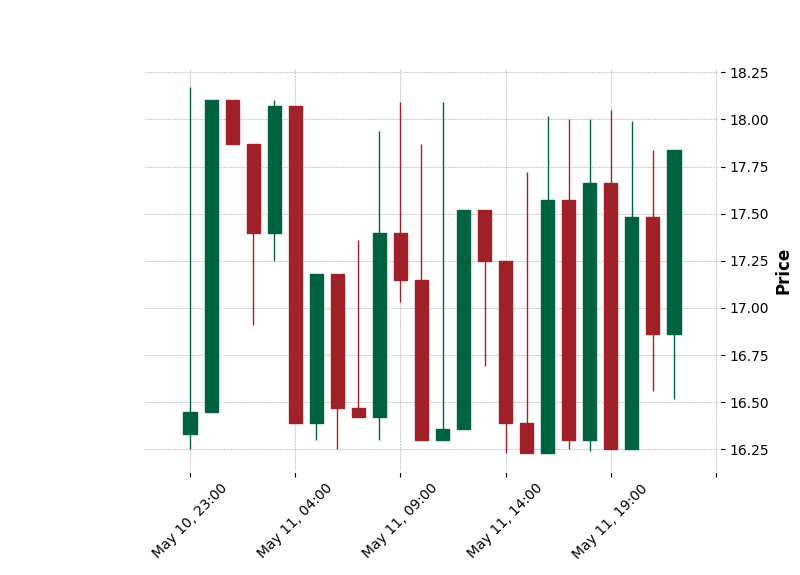 18.25
18.00
17.75
17.50
17.25
17.00
16.75
16.50
16.25
Price
May 10, 23:00
May 11, 04:00
May 11, 09:00
May 11, 14:00
May 11, 19:00